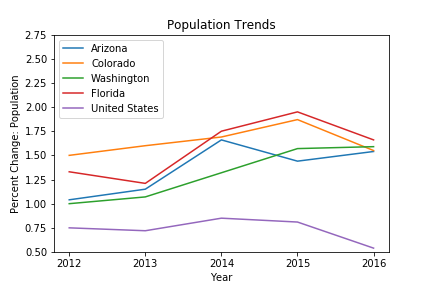 Population Trends
2.75
2.50
2.25
2.00
1.75
1.50
1.25
1.00
0.75
0.50
Percent Change: Population
Arizona
Colorado
Washington
Florida
United States
2012 2013 2014 2015 2016
Year